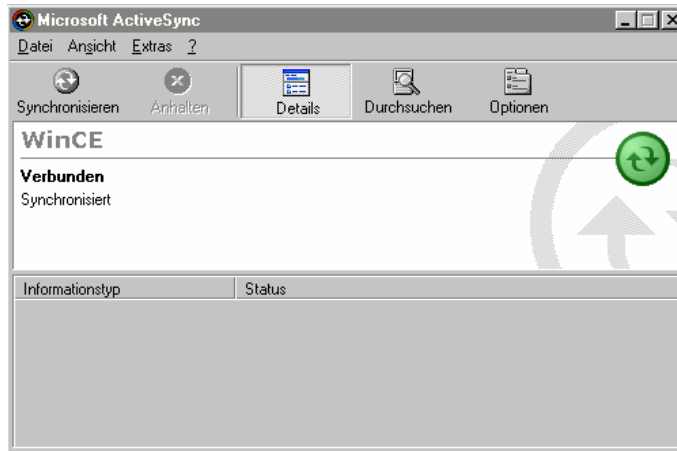 Microsoft ActiveSync
Datei Ansicht Extras ?
Synchronisieren Anhalten Details Durchsuchen Optionen
WinCE
Verbunden
Synchronisiert
Informationstyp Status